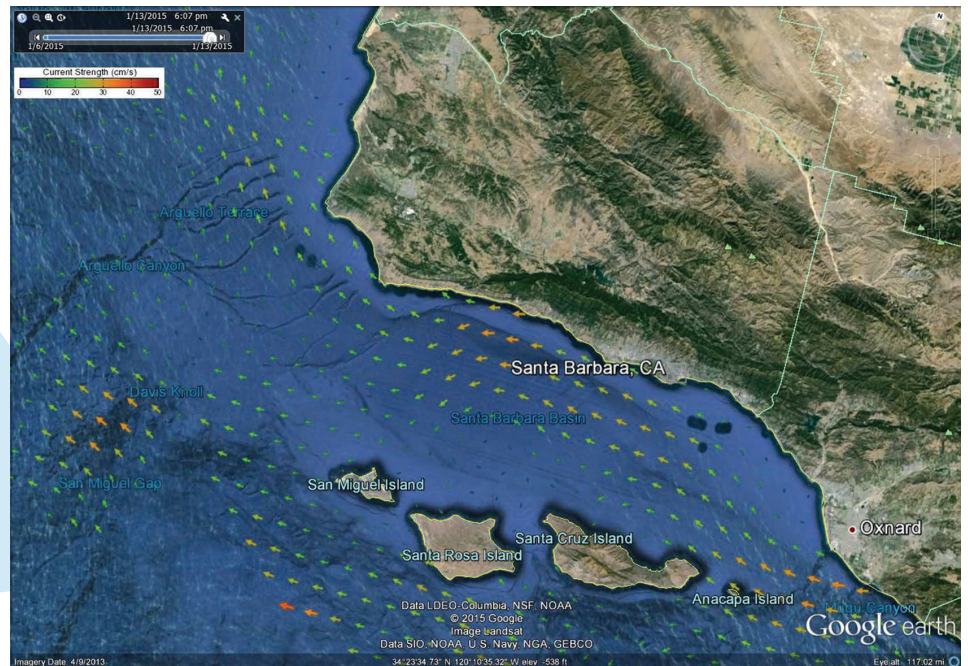 1/13/2015 6:07 pm
1/13/2015 6:07 pm
1/6/2015
1/13/2015
Current Strength (cm/s)
0 10 20 30 40 50
N
Arguello Terrace
Arguello Canyon
Santa Barbara, CA
Davis Knoll
Santa Barbara Basin
San Miguel Gap
San Miguel Island
Oxnard
Santa Cruz Island
Santa Rosa Island
Anacapa Island
Mugu Canyon
Data LDEO-Columbia, NSF, NOAA
© 2015 Google
Image Landsat
Data SIO, NOAA, U.S. Navy, NGA, GEBCO
Google earth
Imagery Date: 4/9/2013
34°23'34.73" N 120°10'35.32" W elev -538 ft
Eye alt 117.02 mi